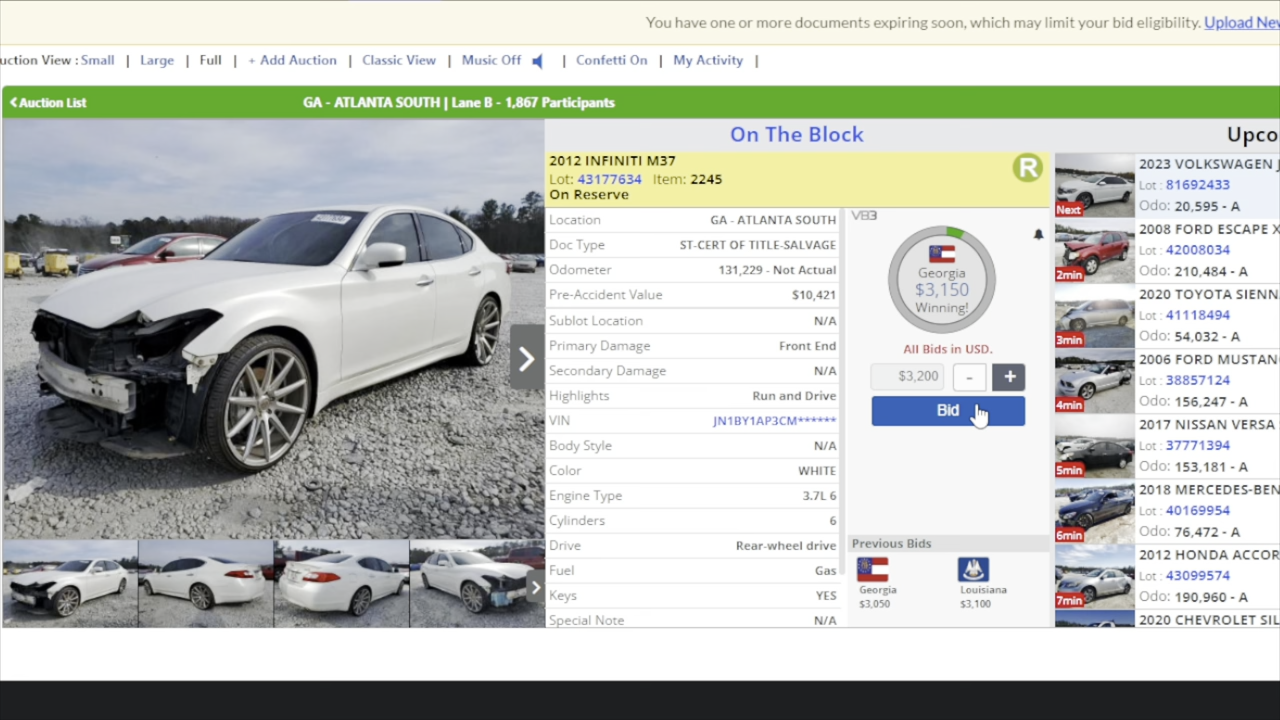 You have one or more documents expiring soon, which may limit your bid eligibility. Upload New
uction View : Small | Large | Full | + Add Auction | Classic View | Music Off | Confetti On | My Activity |
Auction List
GA - ATLANTA SOUTH | Lane B - 1,867 Participants
On The Block
2012 INFINITI M37
Lot: 43177634 Item: 2245
On Reserve
R
Location GA - ATLANTA SOUTH
Doc Type ST-CERT OF TITLE-SALVAGE
Odometer 131,229 - Not Actual
Pre-Accident Value $10,421
Sublot Location N/A
Primary Damage Front End
Secondary Damage N/A
Highlights Run and Drive
VIN JN1BY1AP3CM******
Body Style N/A
Color WHITE
Engine Type 3.7L 6
Cylinders 6
Drive Rear-wheel drive
Fuel Gas
Keys YES
Special Note N/A
VB3
Georgia
$3,150
Winning!
All Bids in USD.
$3,200 - +
Bid
Previous Bids
Georgia
$3,050
Louisiana
$3,100
Upco
2023 VOLKSWAGEN J
Lot : 81692433
Odo: 20,595 - A
Next
2008 FORD ESCAPE X
Lot : 42008034
Odo: 210,484 - A
2min
2020 TOYOTA SIENN
Lot : 41118494
Odo: 54,032 - A
3min
2006 FORD MUSTAN
Lot : 38857124
Odo: 156,247 - A
4min
2017 NISSAN VERSA
Lot : 37771394
Odo: 153,181 - A
5min
2018 MERCEDES-BEN
Lot : 40169954
Odo: 76,472 - A
6min
2012 HONDA ACCOR
Lot : 43099574
Odo: 190,960 - A
7min
2020 CHEVROLET SIL